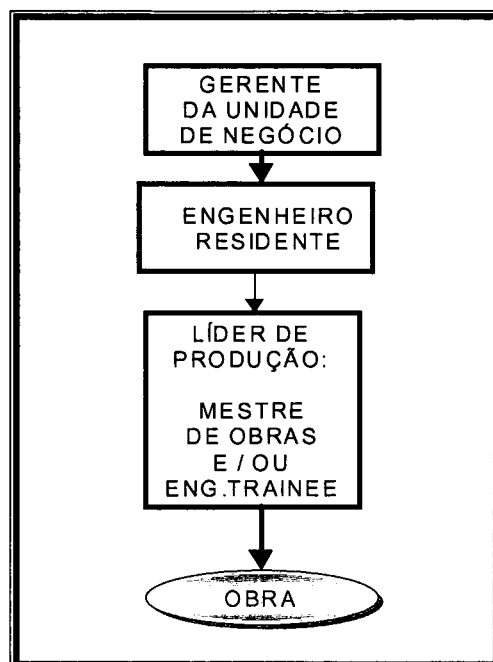 GERENTE
DA UNIDADE
DE NEGÓCIO
ENGENHEIRO
RESIDENTE
LÍDER DE
PRODUÇÃO:
MESTRE
DE OBRAS
E / OU
ENG.TRAINEE
OBRA